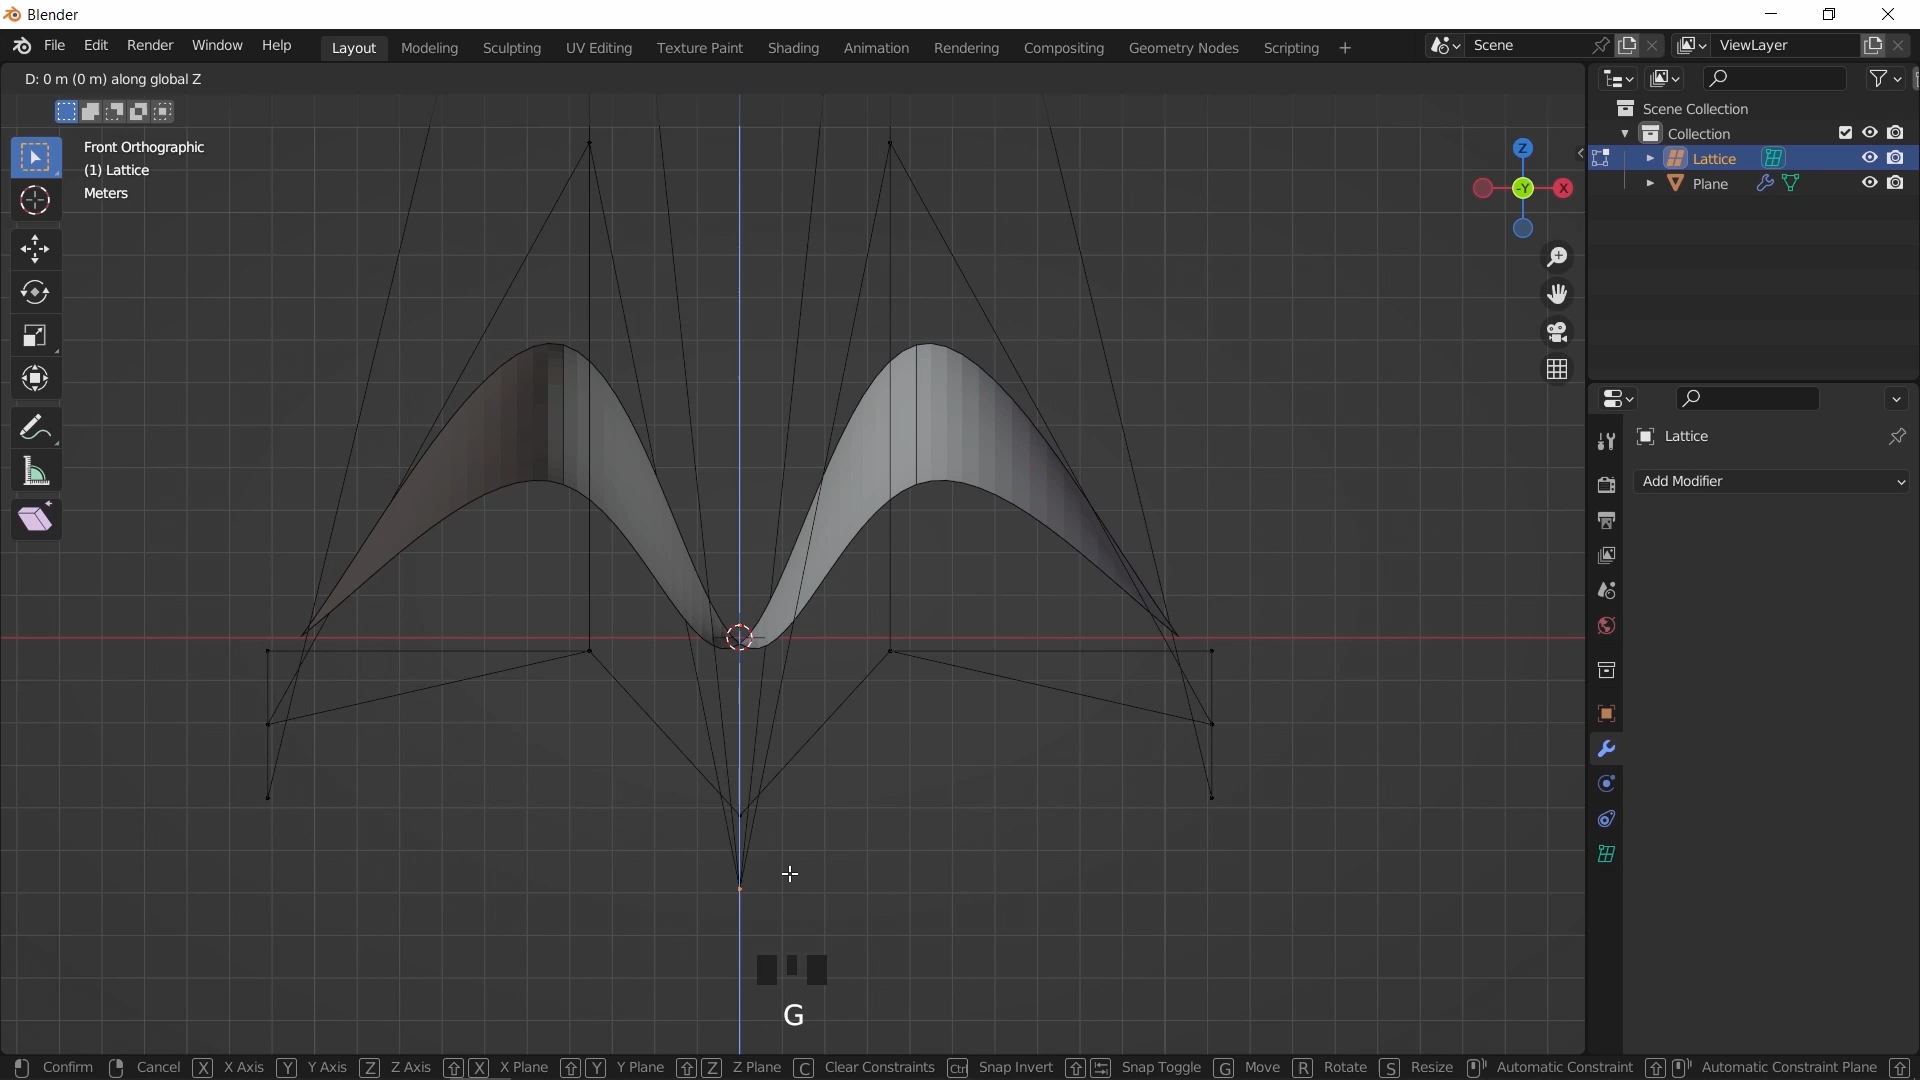 Blender
File Edit Render Window Help
Layout Modeling Sculpting UV Editing Texture Paint Shading Animation Rendering Compositing Geometry Nodes Scripting +
Scene
ViewLayer
D: 0 m (0 m) along global Z
Front Orthographic
(1) Lattice
Meters
Z
-Y
X
Scene Collection
Collection
Lattice
Plane
Lattice
Add Modifier
G
Confirm Cancel X X Axis Y Y Axis Z Z Axis X X Plane Y Y Plane Z Z Plane C Clear Constraints Ctrl Snap Invert Snap Toggle G Move R Rotate S Resize Automatic Constraint Automatic Constraint Plane